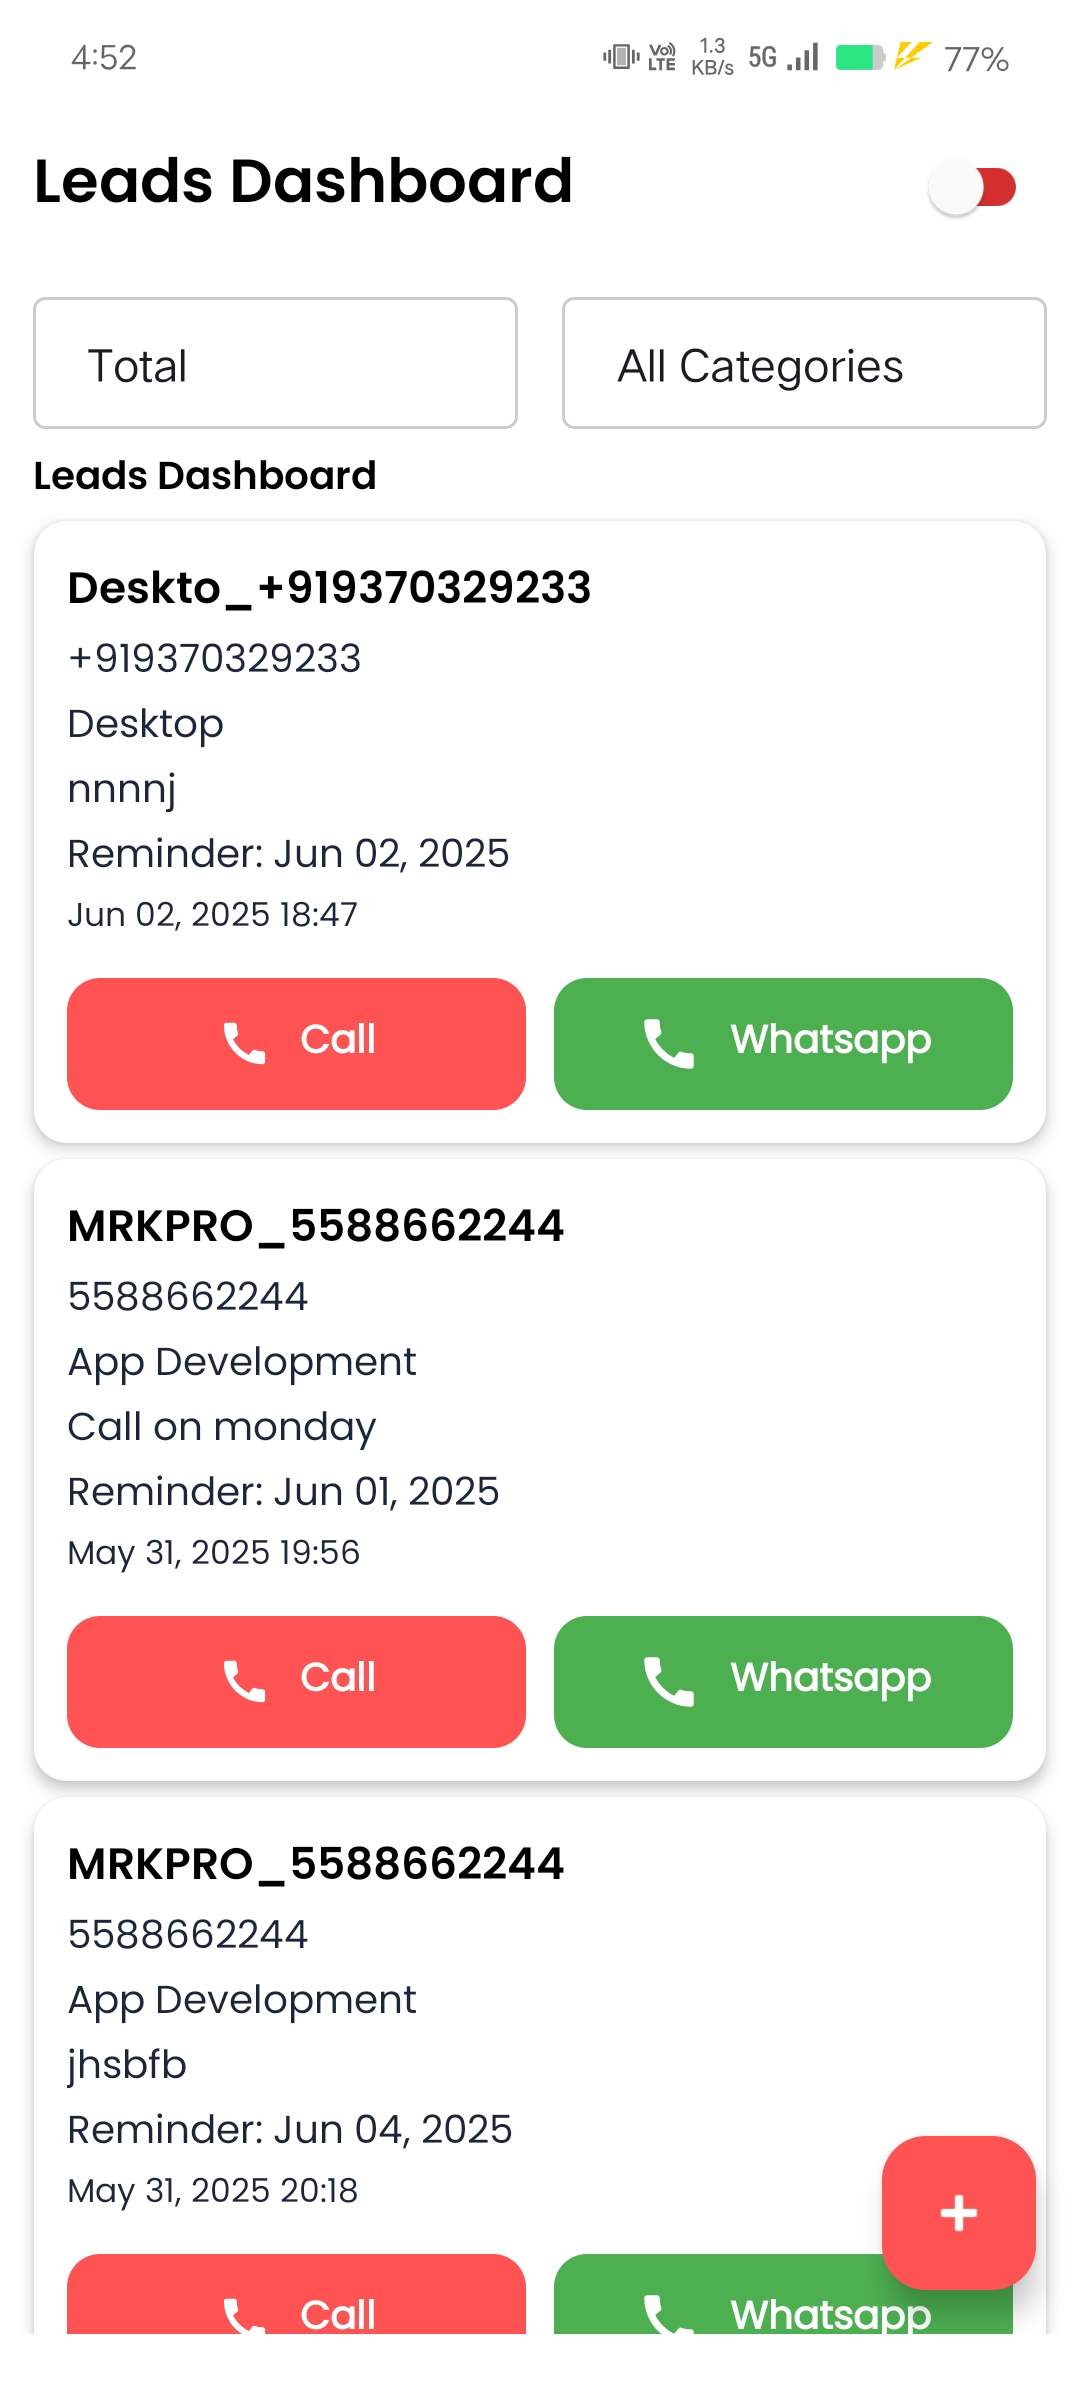 4:52 Vo) LTE 1.3 KB/s 5G 77%
Leads Dashboard
Total All Categories
Leads Dashboard
Deskto_+919370329233
+919370329233
Desktop
nnnnj
Reminder: Jun 02, 2025
Jun 02, 2025 18:47
Call Whatsapp
MRKPRO_5588662244
5588662244
App Development
Call on monday
Reminder: Jun 01, 2025
May 31, 2025 19:56
Call Whatsapp
MRKPRO_5588662244
5588662244
App Development
jhsbfb
Reminder: Jun 04, 2025
May 31, 2025 20:18
+
Call Whatsapp